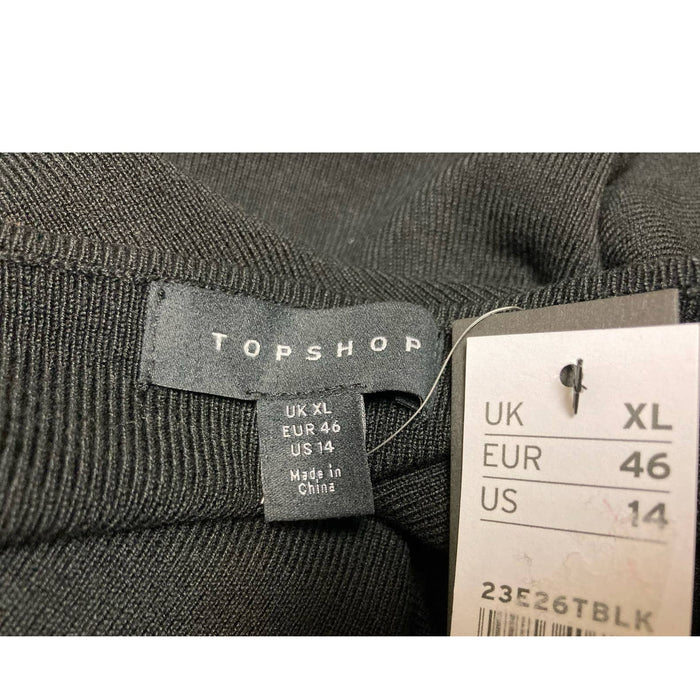 TOPSHOP
UK XL
EUR 46
US 14
Made in
China
UK XL
EUR 46
US 14
23E26TBLK